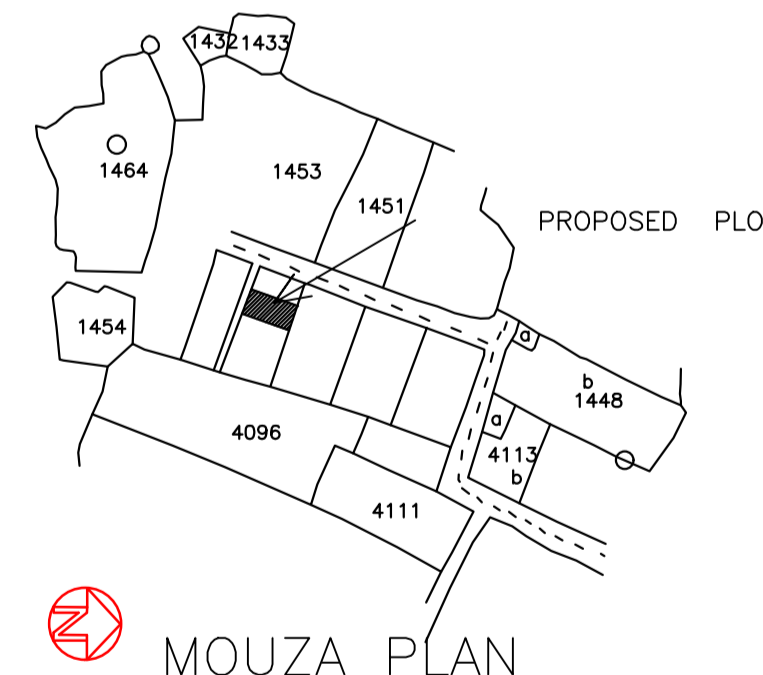 1432
1433
1464
1453
1451
PROPOSED PLO
1454
a
b
1448
a
4096
4113
b
4111
N
MOUZA PLAN